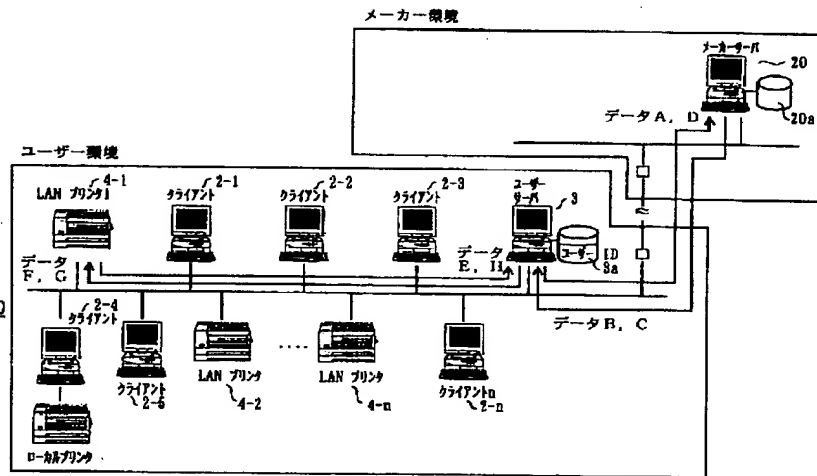 メーカー環境
メーカーサーバ
20
20a
データA, D
ユーザー環境
4-1
LAN プリンタ1
2-1
クライアント
2-2
クライアント
2-3
クライアント
ユーザー
サーバ
3
ユーザー ID
3a
データ
F, G
データ
E, H
データB, C
2-4
クライアント
クライアント
2-5
LAN プリンタ
4-2
....
LAN プリンタ
4-n
クライアントn
2-n
ローカルプリンタ